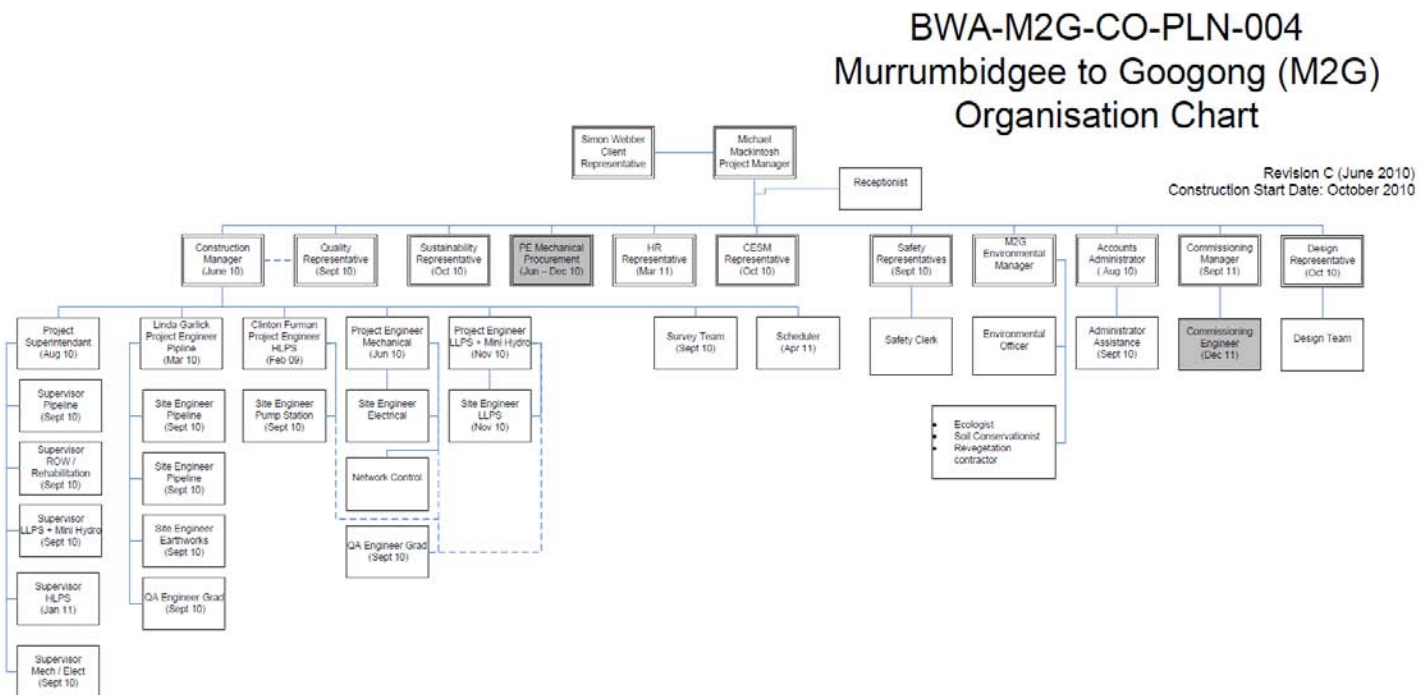 BWA-M2G-CO-PLN-004
Murrumbidgee to Googong (M2G)
Organisation Chart
Revision C (June 2010)
Construction Start Date: October 2010
Simon Webber
Client
Representative
Michael
Mackintosh
Project Manager
Receptionist
Construction
Manager
(June 10)
Quality
Representative
(Sept 10)
Sustainability
Representative
(Oct 10)
PE Mechanical
Procurement
(Jun – Dec 10)
HR
Representative
(Mar 11)
CESM
Representative
(Oct 10)
Safety
Representatives
(Sept 10)
M2G
Environmental
Manager
Accounts
Administrator
( Aug 10)
Commissioning
Manager
(Sept 11)
Design
Representative
(Oct 10)
Project
Superintendant
(Aug 10)
Linda Garlick
Project Engineer
Pipline
(Mar 10)
Clinton Furman
Project Engineer
HLPS
(Feb 09)
Project Engineer
Mechanical
(Jun 10)
Project Engineer
LLPS + Mini Hydro
(Nov 10)
Survey Team
(Sept 10)
Scheduler
(Apr 11)
Safety Clerk
Environmental
Officer
Administrator
Assistance
(Sept 10)
Commissioning
Engineer
(Dec 11)
Design Team
Supervisor
Pipeline
(Sept 10)
Site Engineer
Pipeline
(Sept 10)
Site Engineer
Pump Station
(Sept 10)
Site Engineer
Electrical
Site Engineer
LLPS
(Nov 10)
• Ecologist
• Soil Conservationist
• Revegetation
contractor
Supervisor
ROW /
Rehabilitation
(Sept 10)
Site Engineer
Pipeline
(Sept 10)
Network Control
Supervisor
LLPS + Mini Hydro
(Sept 10)
Site Engineer
Earthworks
(Sept 10)
QA Engineer Grad
(Sept 10)
Supervisor
HLPS
(Jan 11)
QA Engineer Grad
(Sept 10)
Supervisor
Mech / Elect
(Sept 10)